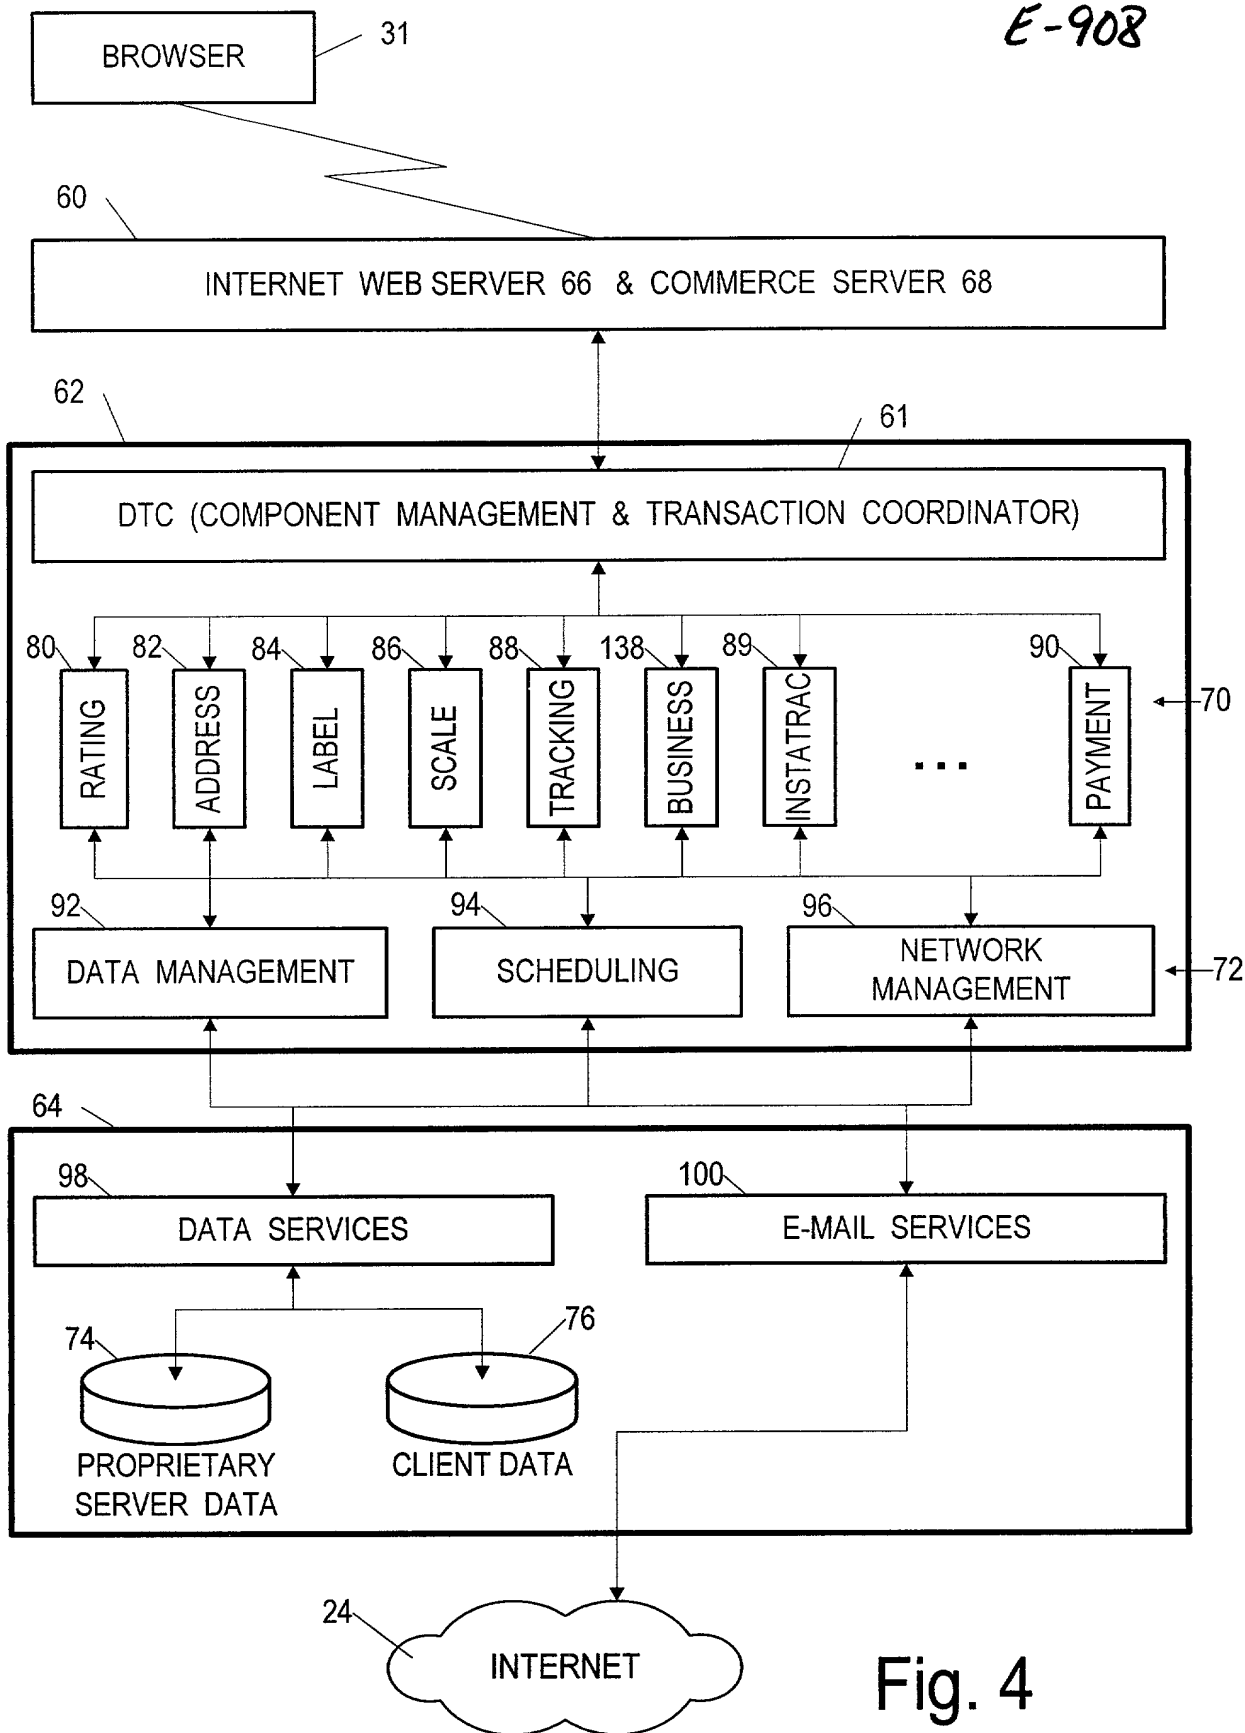 E-908
BROWSER
31
60
INTERNET WEB SERVER 66 & COMMERCE SERVER 68
62
61
DTC (COMPONENT MANAGEMENT & TRANSACTION COORDINATOR)
80
82
84
86
88
138
89
90
RATING
ADDRESS
LABEL
SCALE
TRACKING
BUSINESS
INSTATRAC
...
PAYMENT
70
92
94
96
DATA MANAGEMENT
SCHEDULING
NETWORK
MANAGEMENT
72
64
98
100
DATA SERVICES
E-MAIL SERVICES
74
76
PROPRIETARY
SERVER DATA
CLIENT DATA
24
INTERNET
Fig. 4